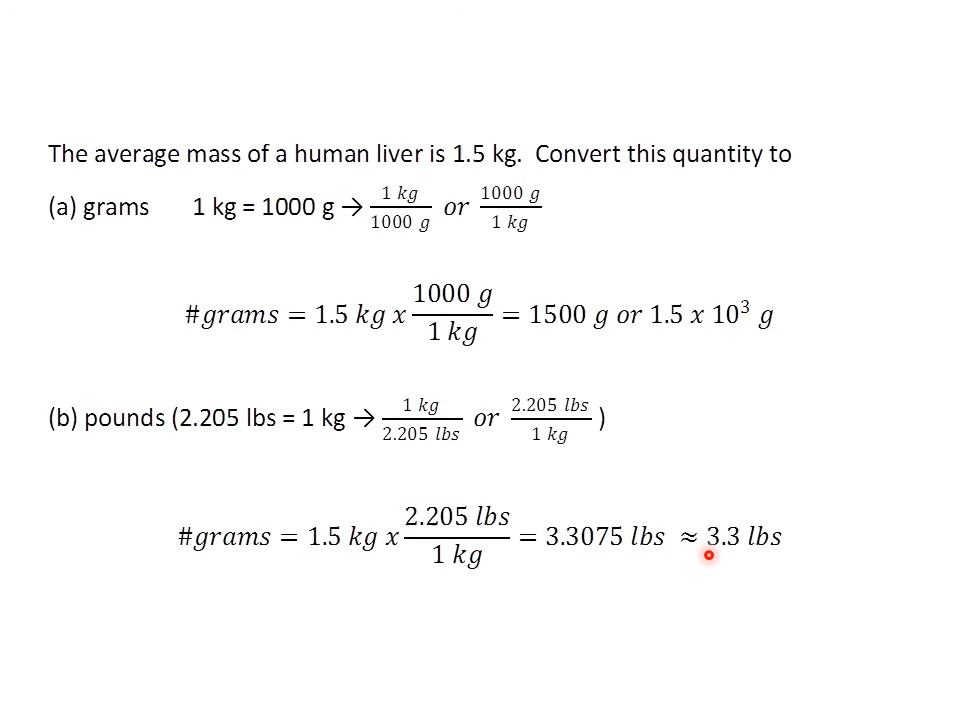 The average mass of a human liver is 1.5 kg.  Convert this quantity to
(a) grams 1 kg = 1000 g → 1 kg/1000 g or 1000 g/1 kg
#grams = 1.5 kg x 1000 g/1 kg = 1500 g or 1.5 x 10³ g
(b) pounds (2.205 lbs = 1 kg → 1 kg/2.205 lbs or 2.205 lbs/1 kg )
#grams = 1.5 kg x 2.205 lbs/1 kg = 3.3075 lbs ≈ 3.3 lbs